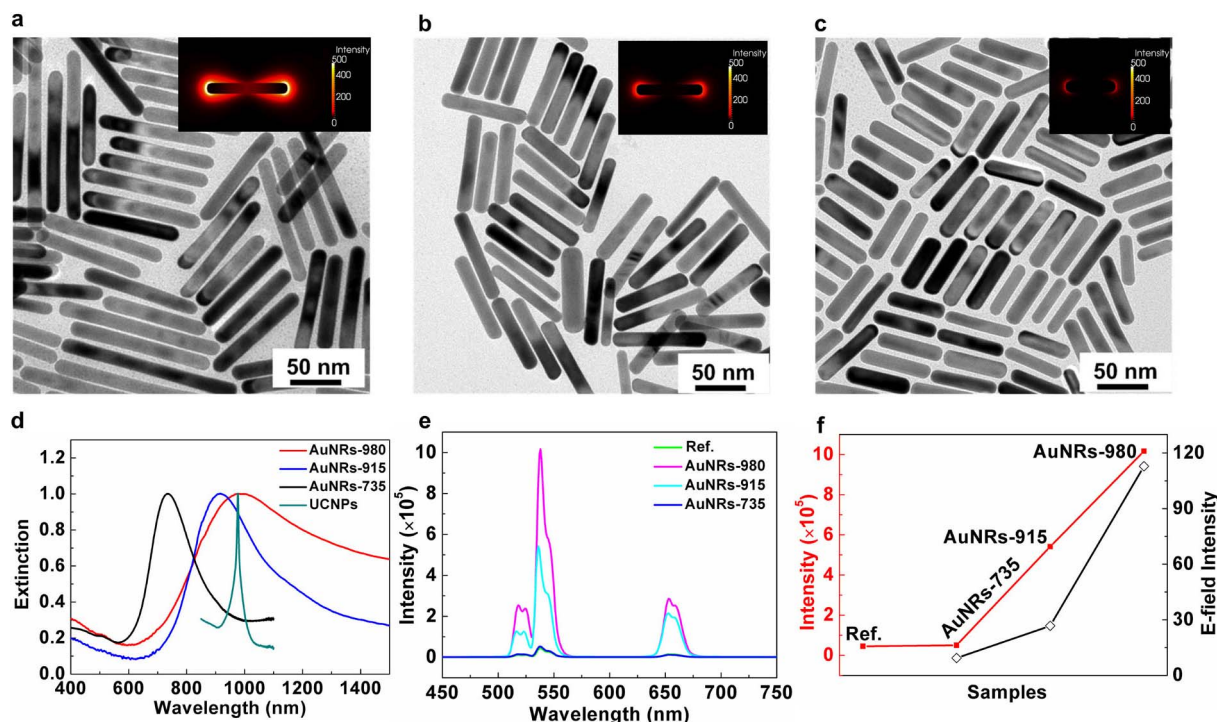 a
b
c
Intensity
500
400
200
0
Intensity
500
400
200
0
Intensity
500
400
200
0
50 nm
50 nm
50 nm
d
AuNRs-980
AuNRs-915
AuNRs-735
UCNPs
Extinction
1.2
1.0
0.8
0.6
0.4
0.2
0.0
400 600 800 1000 1200 1400
Wavelength (nm)
e
Ref.
AuNRs-980
AuNRs-915
AuNRs-735
Intensity (×10⁵)
10
8
6
4
2
0
450 500 550 600 650 700 750
Wavelength (nm)
f
Intensity (×10⁵)
10
8
6
4
2
0
Ref.
AuNRs-735
AuNRs-915
AuNRs-980
120
90
60
30
0
E-field Intensity
Samples